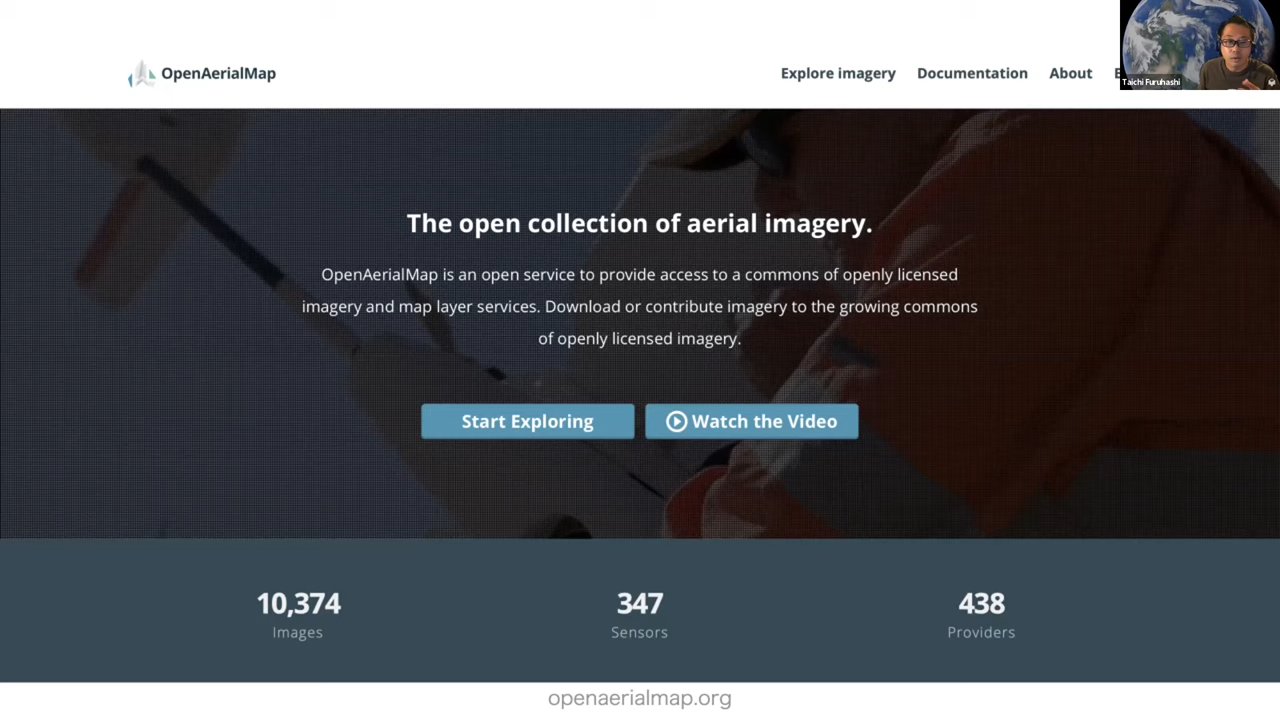 OpenAerialMap
Explore imagery Documentation About
Taichi Furuhashi
The open collection of aerial imagery.
OpenAerialMap is an open service to provide access to a commons of openly licensed
imagery and map layer services. Download or contribute imagery to the growing commons
of openly licensed imagery.
Start Exploring Watch the Video
10,374 347 438
Images Sensors Providers
openaerialmap.org